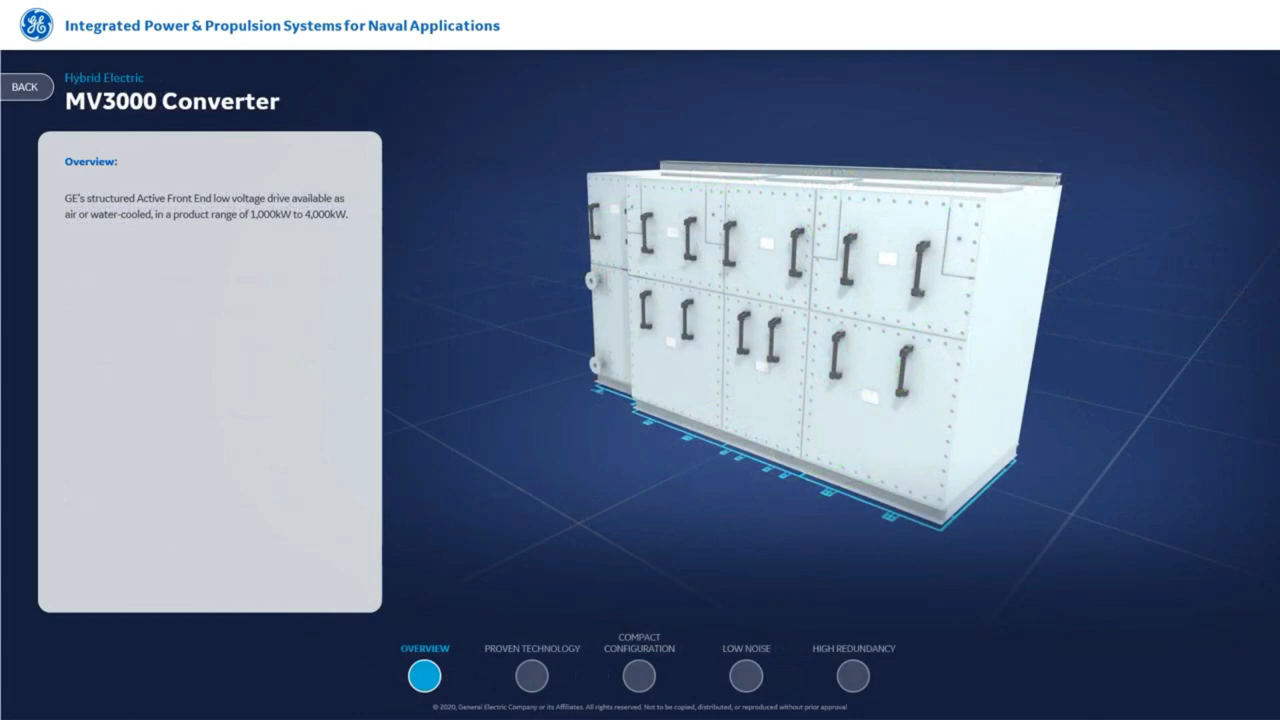 Integrated Power & Propulsion Systems for Naval Applications
BACK
Hybrid Electric
MV3000 Converter
Overview:
GE's structured Active Front End low voltage drive available as
air or water-cooled, in a product range of 1,000kW to 4,000kW.
OVERVIEW
PROVEN TECHNOLOGY
COMPACT
CONFIGURATION
LOW NOISE
HIGH REDUNDANCY
© 2020, General Electric Company or its Affiliates. All rights reserved. Not to be copied, distributed, or reproduced without prior approval